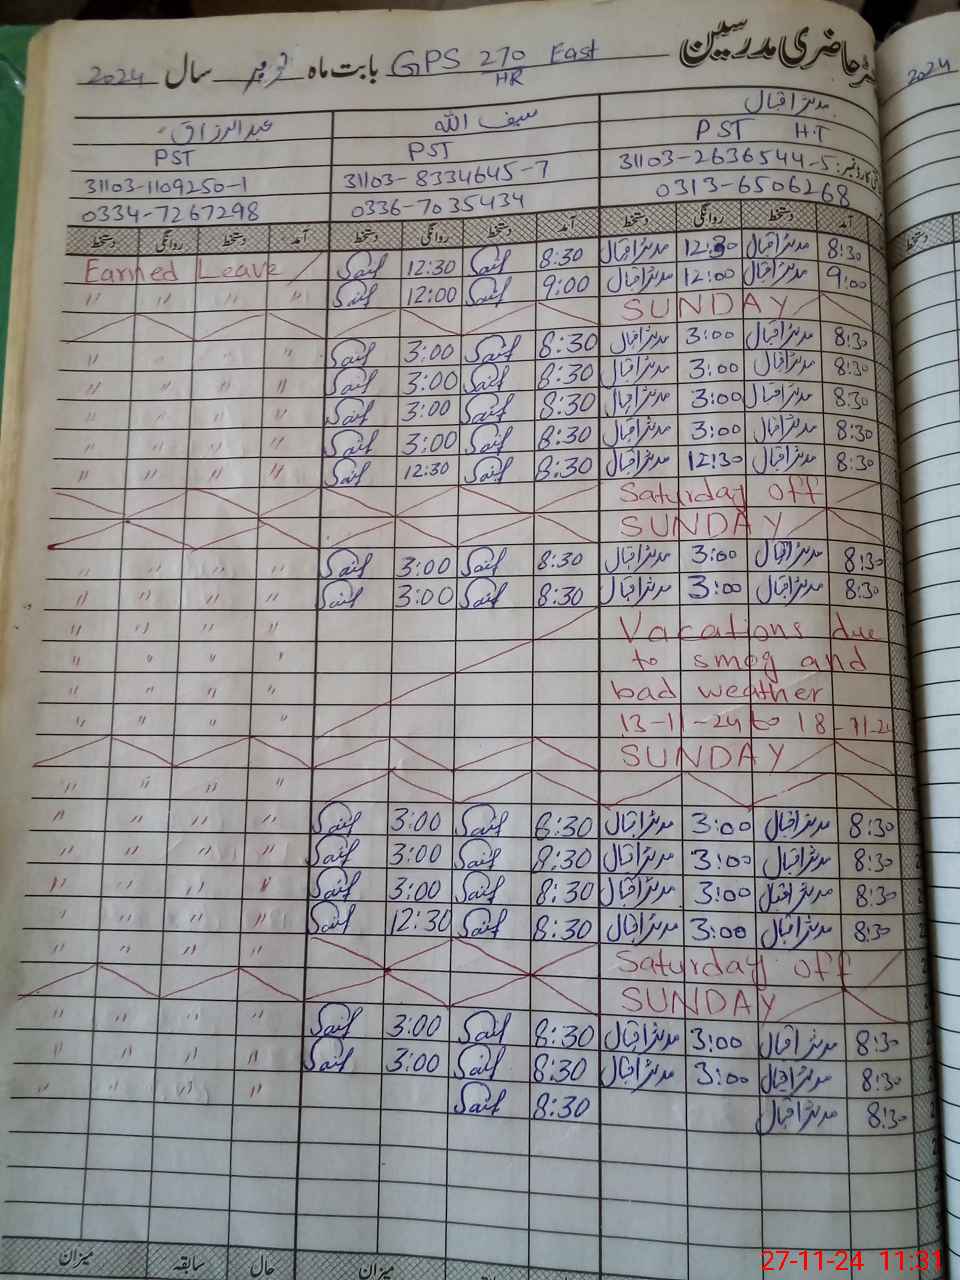 رجسٹر حاضری مدرسین GPS 270 East بابت ماہ نومبر سال 2024
HR
2024
مدثر اقبال سیف اللہ عبدالرزاق
PST H.T PST PST
31103-2636544-5 31103-8334645-7 31103-1109250-1
0313-6506268 0336-7035434 0334-7267298
آمد دستخط روانگی دستخط آمد دستخط روانگی دستخط آمد دستخط روانگی دستخط
8:30 مدثر اقبال 12:30 مدثر اقبال 8:30 Saif 12:30 Saif Earned Leave
9:00 مدثر اقبال 12:00 مدثر اقبال 9:00 Saif 12:00 Saif " " " "
SUNDAY
8:30 مدثر اقبال 3:00 مدثر اقبال 8:30 Saif 3:00 Saif " " " "
8:30 مدثر اقبال 3:00 مدثر اقبال 8:30 Saif 3:00 Saif " " " "
8:30 مدثر اقبال 3:00 مدثر اقبال 8:30 Saif 3:00 Saif " " " "
8:30 مدثر اقبال 3:00 مدثر اقبال 8:30 Saif 3:00 Saif " " " "
8:30 مدثر اقبال 12:30 مدثر اقبال 8:30 Saif 12:30 Saif " " " "
Saturday off
SUNDAY
8:30 مدثر اقبال 3:00 مدثر اقبال 8:30 Saif 3:00 Saif " " " "
8:30 مدثر اقبال 3:00 مدثر اقبال 8:30 Saif 3:00 Saif " " " "
Vacations due " " " "
to smog and " " " "
bad weather " " " "
13-11-24 to 18-11-24 " " " "
SUNDAY
" " " "
8:30 مدثر اقبال 3:00 مدثر اقبال 8:30 Saif 3:00 Saif " " " "
8:30 مدثر اقبال 3:00 مدثر اقبال 8:30 Saif 3:00 Saif " " " "
8:30 مدثر اقبال 3:00 مدثر اقبال 8:30 Saif 3:00 Saif " " " "
8:30 مدثر اقبال 3:00 مدثر اقبال 8:30 Saif 12:30 Saif " " " "
Saturday off " " " "
SUNDAY
8:30 مدثر اقبال 3:00 مدثر اقبال 8:30 Saif 3:00 Saif " " " "
8:30 مدثر اقبال 3:00 مدثر اقبال 8:30 Saif 3:00 Saif " " " "
8:30 مدثر اقبال 8:30 Saif " " " "
میزان حال سابقہ میزان
27-11-24 11:31